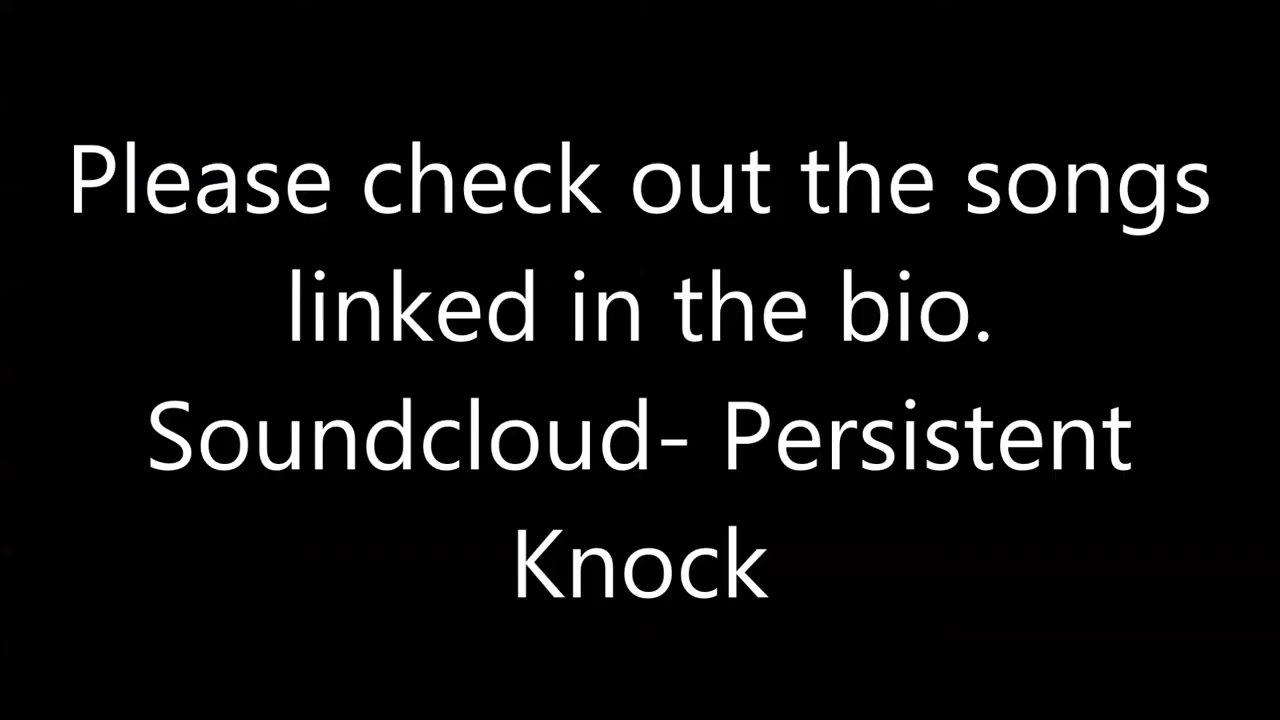 Please check out the songs
linked in the bio.
Soundcloud- Persistent
Knock